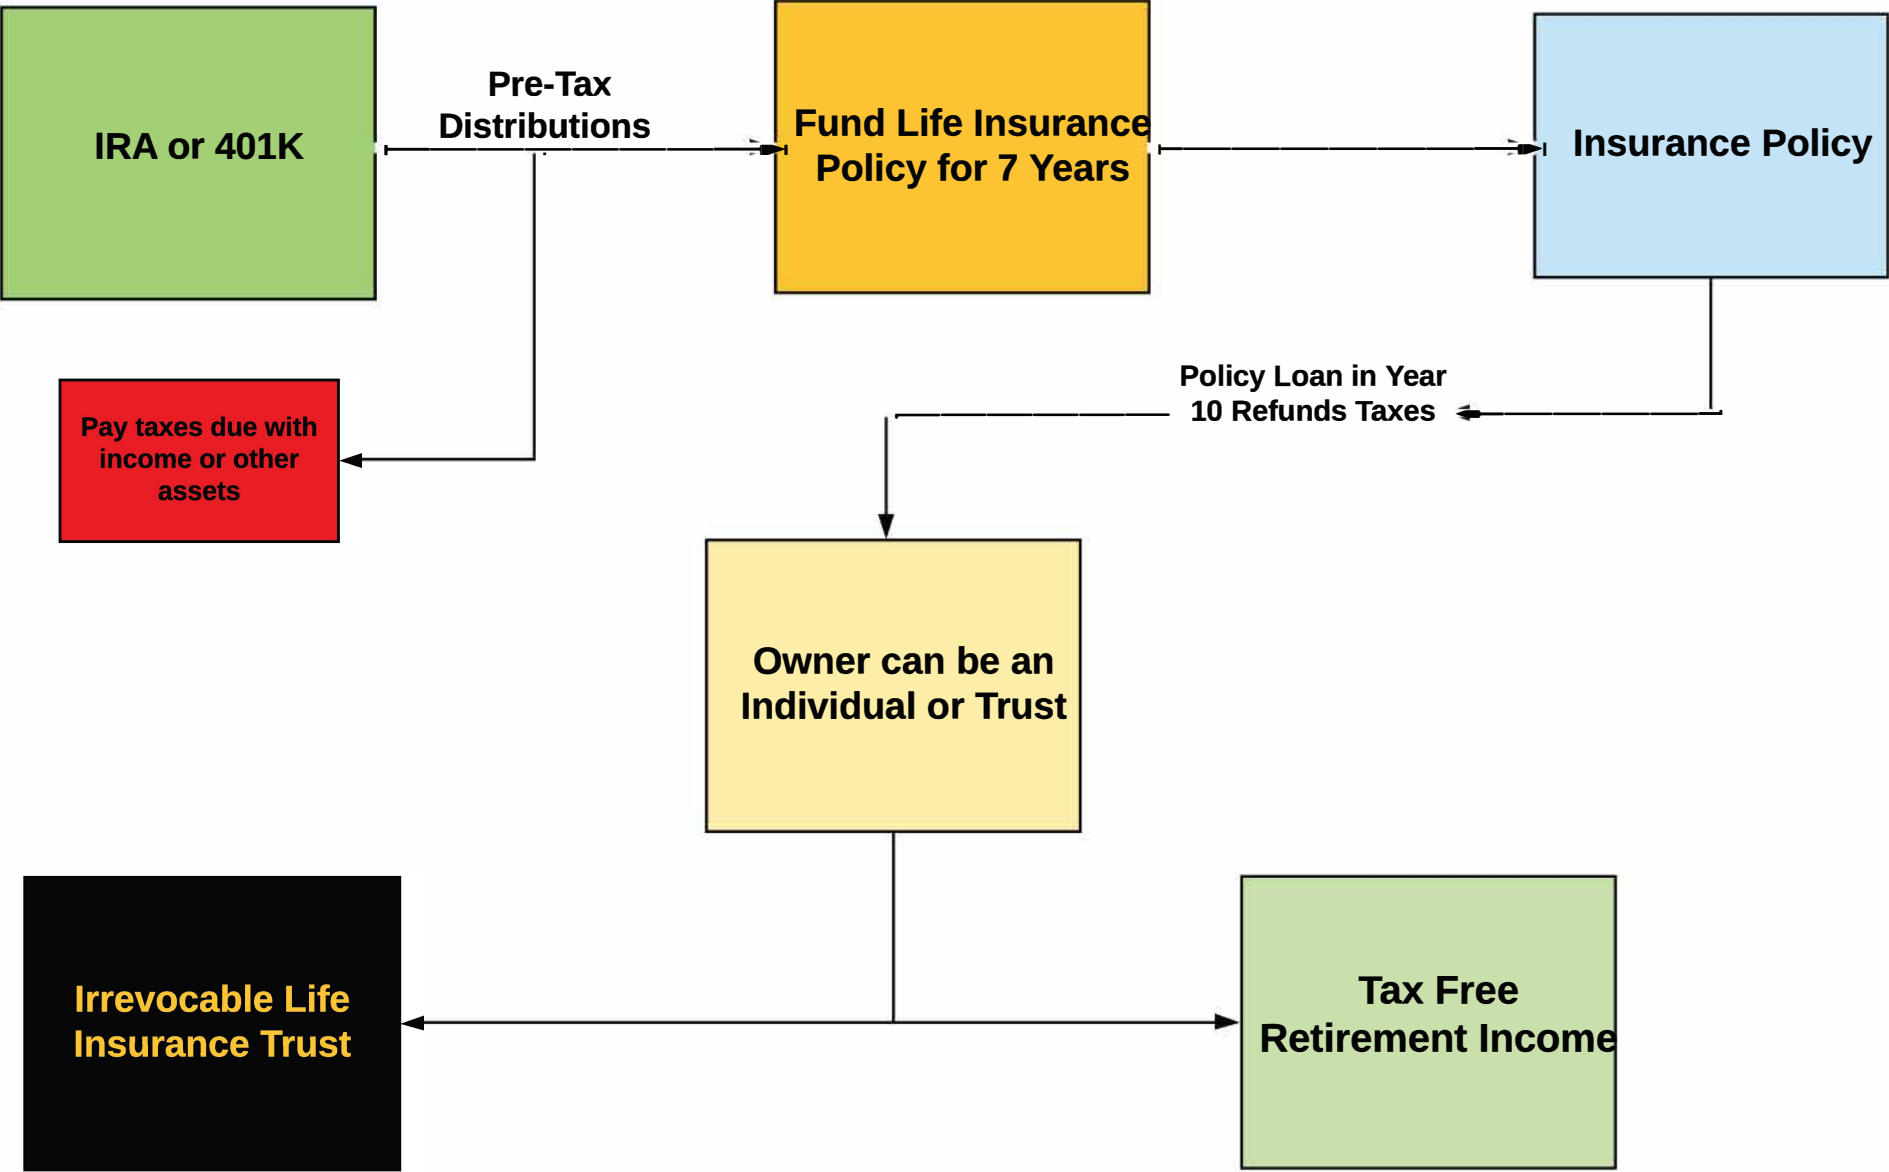 IRA or 401K
Pre-Tax
Distributions
Fund Life Insurance
Policy for 7 Years
Insurance Policy
Pay taxes due with
income or other
assets
Policy Loan in Year
10 Refunds Taxes
Owner can be an
Individual or Trust
Irrevocable Life
Insurance Trust
Tax Free
Retirement Income